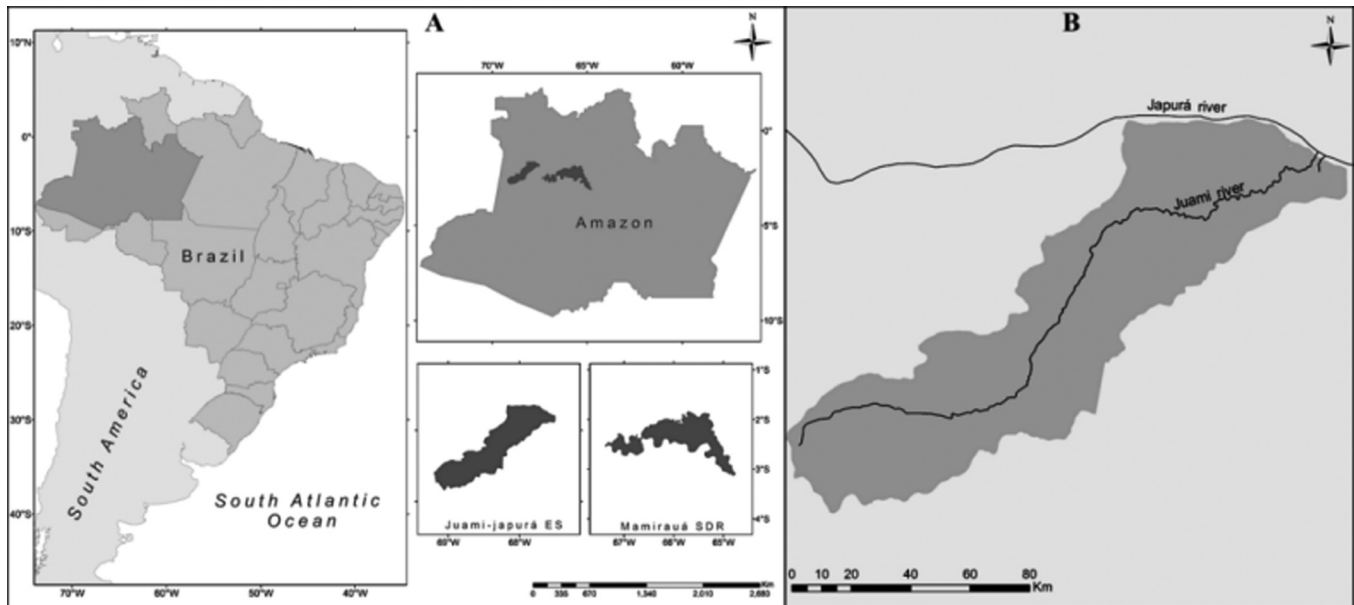 A
N
10°N
0°
10°S
20°S
30°S
40°S
70°W 60°W 50°W 40°W
Brazil
South America
South Atlantic
Ocean
70°W 65°W 60°W
0°
5°S
10°S
Amazon
Juami-japurá ES
69°W 68°W
Mamirauá SDR
67°W 66°W 65°W
1°S
2°S
3°S
4°S
0 335 670 1,340 2,010 2,680
Km
B
N
Japurá river
Juami river
0 10 20 40 60 80
Km